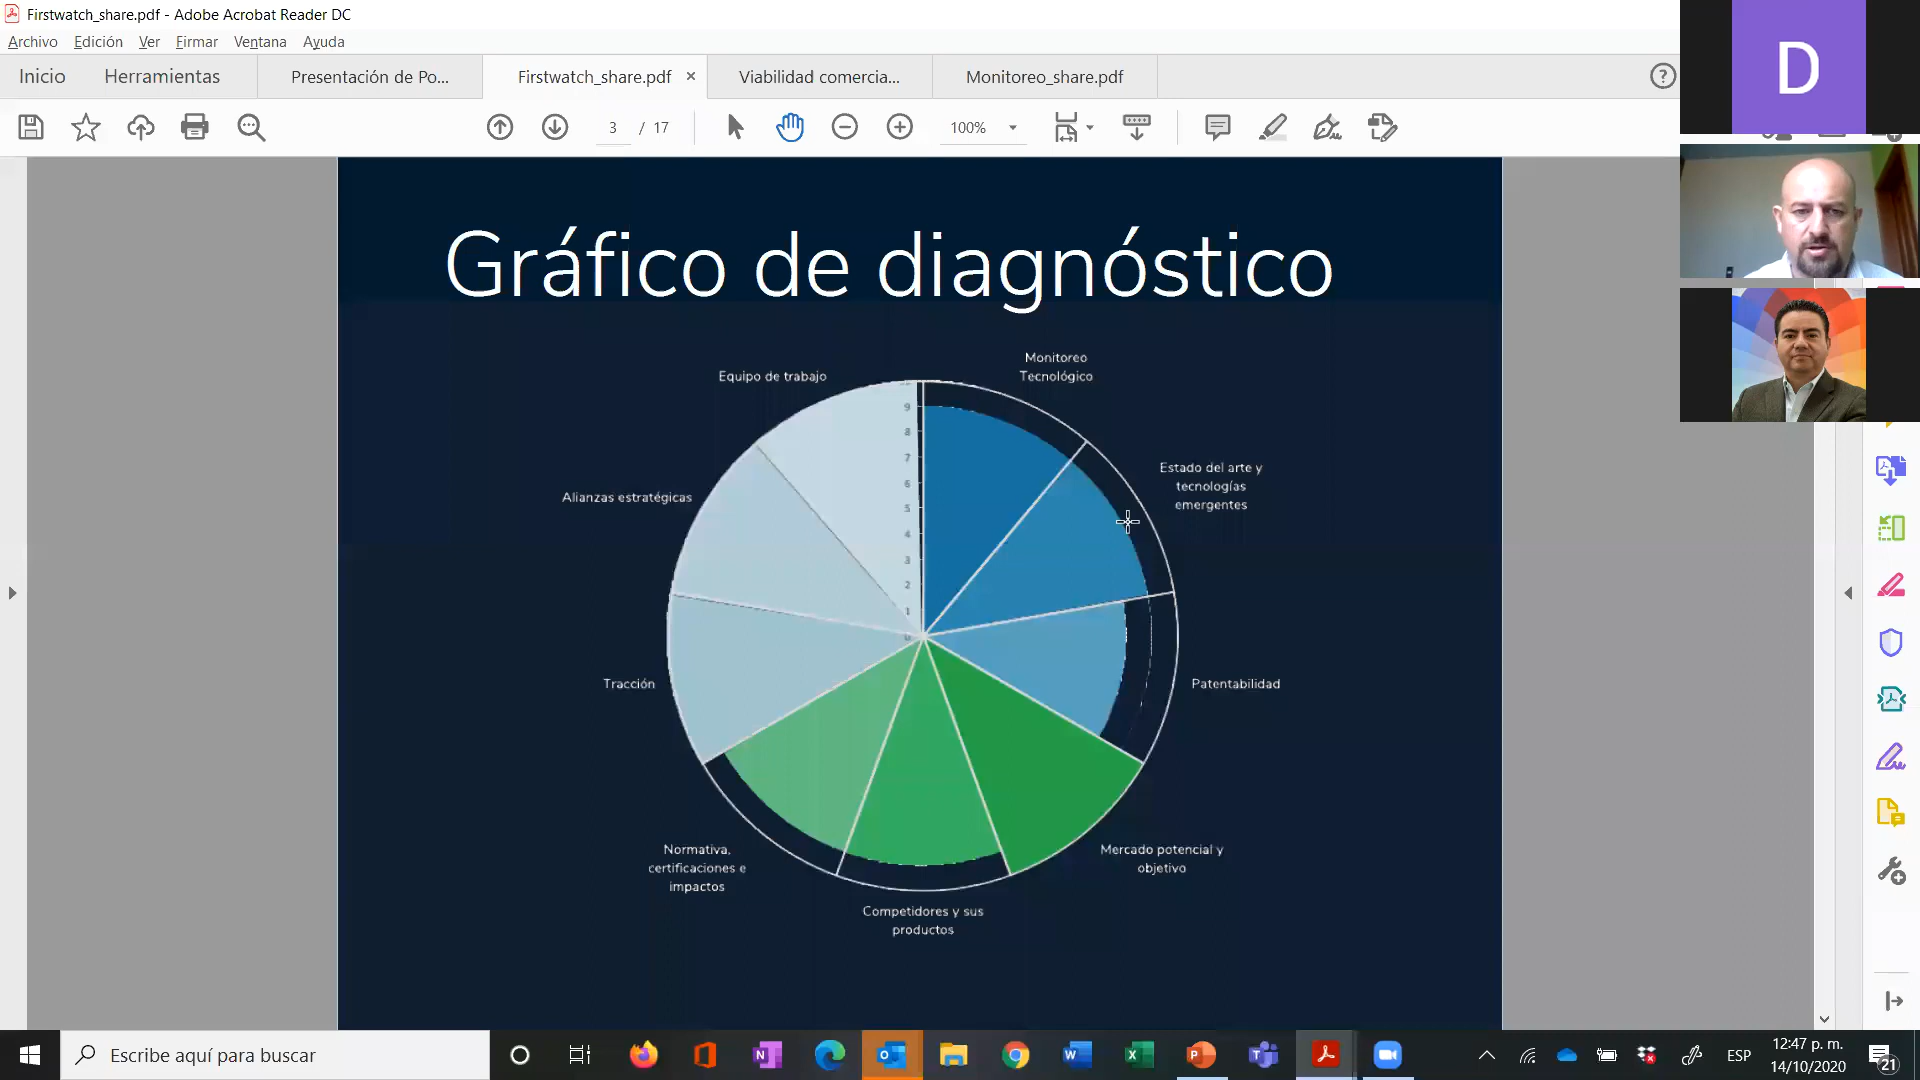 Firstwatch_share.pdf - Adobe Acrobat Reader DC
Archivo Edición Ver Firmar Ventana Ayuda
Inicio Herramientas Presentación de Po... Firstwatch_share.pdf × Viabilidad comercia... Monitoreo_share.pdf
3 / 17 100%
D
Gráfico de diagnóstico
Monitoreo
Tecnológico
Equipo de trabajo
9
8
7
6
5
4
3
2
1
0
Estado del arte y
tecnologías
emergentes
Alianzas estratégicas
Tracción
Patentabilidad
Normativa,
certificaciones e
impactos
Mercado potencial y
objetivo
Competidores y sus
productos
Escribe aquí para buscar
ESP
12:47 p. m.
14/10/2020
21